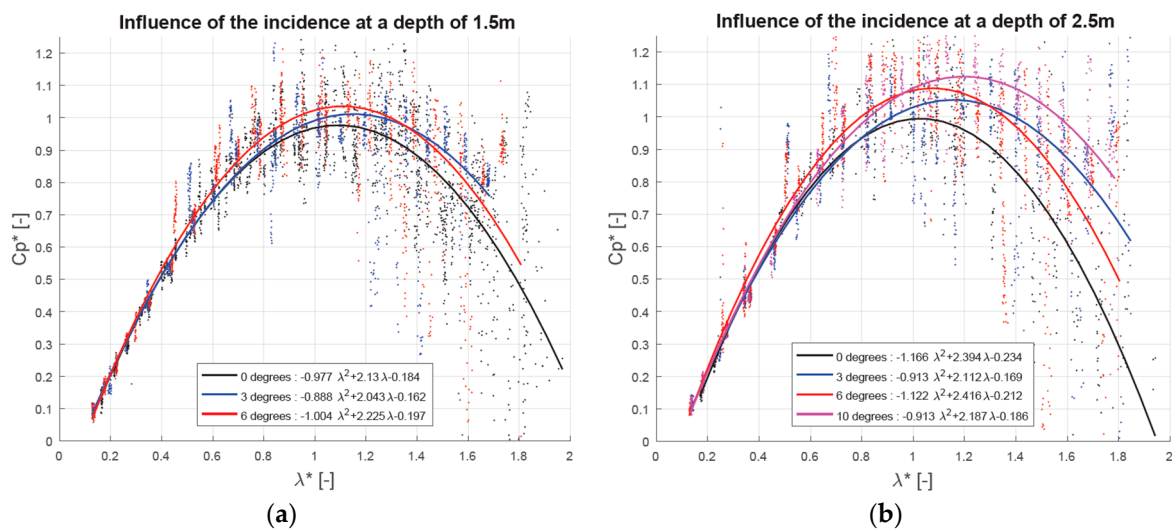 Influence of the incidence at a depth of 1.5m
1.2
1.1
1
0.9
0.8
0.7
0.6
0.5
0.4
0.3
0.2
0.1
0
Cp* [-]
0 degrees : -0.977 λ²+2.13 λ-0.184
3 degrees : -0.888 λ²+2.043 λ-0.162
6 degrees : -1.004 λ²+2.225 λ-0.197
0 0.2 0.4 0.6 0.8 1 1.2 1.4 1.6 1.8 2
λ* [-]
(a)
Influence of the incidence at a depth of 2.5m
1.2
1.1
1
0.9
0.8
0.7
0.6
0.5
0.4
0.3
0.2
0.1
0
Cp* [-]
0 degrees : -1.166 λ²+2.394 λ-0.234
3 degrees : -0.913 λ²+2.112 λ-0.169
6 degrees : -1.122 λ²+2.416 λ-0.212
10 degrees : -0.913 λ²+2.187 λ-0.186
0 0.2 0.4 0.6 0.8 1 1.2 1.4 1.6 1.8 2
λ* [-]
(b)